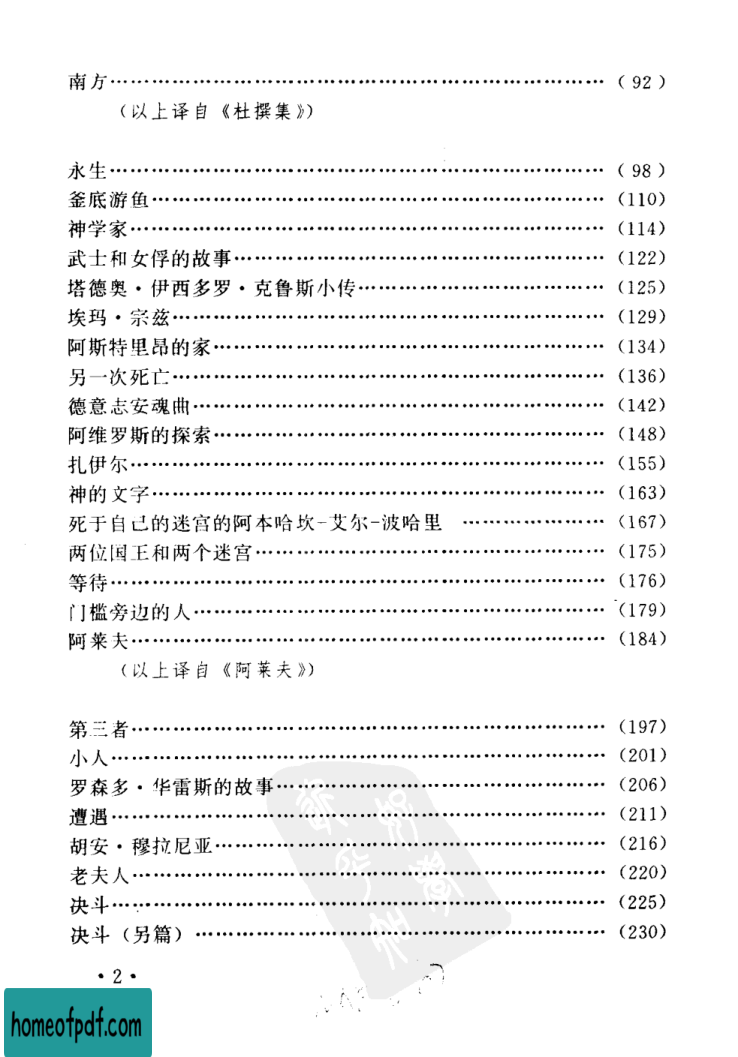 南方…………………………………………………………（92）
（以上译自《杜撰集》）
永生…………………………………………………………（98）
釜底游鱼……………………………………………………（110）
神学家………………………………………………………（114）
武士和女俘的故事…………………………………………（122）
塔德奥·伊西多罗·克鲁斯小传…………………………（125）
埃玛·宗兹…………………………………………………（129）
阿斯特里昂的家……………………………………………（134）
另一次死亡…………………………………………………（136）
德意志安魂曲………………………………………………（142）
阿维罗斯的探索……………………………………………（148）
扎伊尔………………………………………………………（155）
神的文字……………………………………………………（163）
死于自己的迷宫的阿本哈坎-艾尔-波哈里 ………………（167）
两位国王和两个迷宫………………………………………（175）
等待…………………………………………………………（176）
门槛旁边的人………………………………………………（179）
阿莱夫………………………………………………………（184）
（以上译自《阿莱夫》）
第三者………………………………………………………（197）
小人…………………………………………………………（201）
罗森多·华雷斯的故事……………………………………（206）
遭遇…………………………………………………………（211）
胡安·穆拉尼亚……………………………………………（216）
老夫人………………………………………………………（220）
决斗…………………………………………………………（225）
决斗（另篇）………………………………………………（230）
·2·
homeofpdf.com